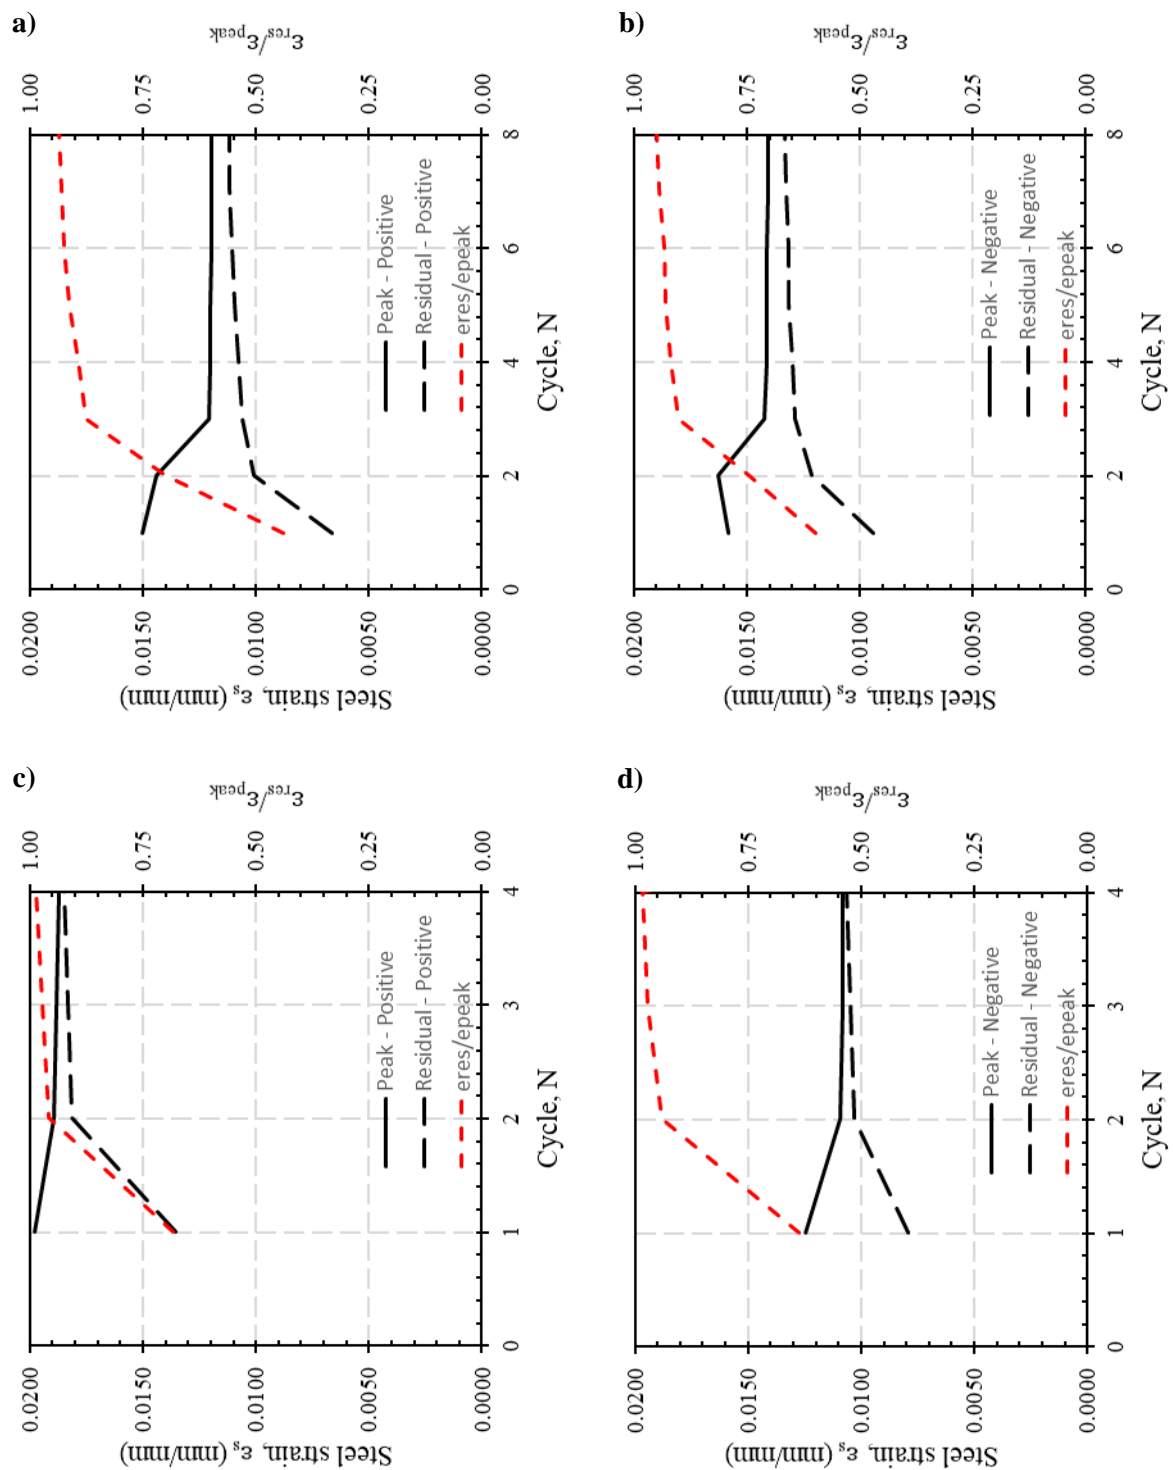 a)
εres/εpeak
1.00
0.75
0.50
0.25
0.00
8
6
4
2
0
Cycle, N
Peak - Positive
Residual - Positive
eres/epeak
0.0200
0.0150
0.0100
0.0050
0.0000
Steel strain, εs (mm/mm)
b)
εres/εpeak
1.00
0.75
0.50
0.25
0.00
8
6
4
2
0
Cycle, N
Peak - Negative
Residual - Negative
eres/epeak
0.0200
0.0150
0.0100
0.0050
0.0000
Steel strain, εs (mm/mm)
c)
εres/εpeak
1.00
0.75
0.50
0.25
0.00
4
3
2
1
0
Cycle, N
Peak - Positive
Residual - Positive
eres/epeak
0.0200
0.0150
0.0100
0.0050
0.0000
Steel strain, εs (mm/mm)
d)
εres/εpeak
1.00
0.75
0.50
0.25
0.00
4
3
2
1
0
Cycle, N
Peak - Negative
Residual - Negative
eres/epeak
0.0200
0.0150
0.0100
0.0050
0.0000
Steel strain, εs (mm/mm)